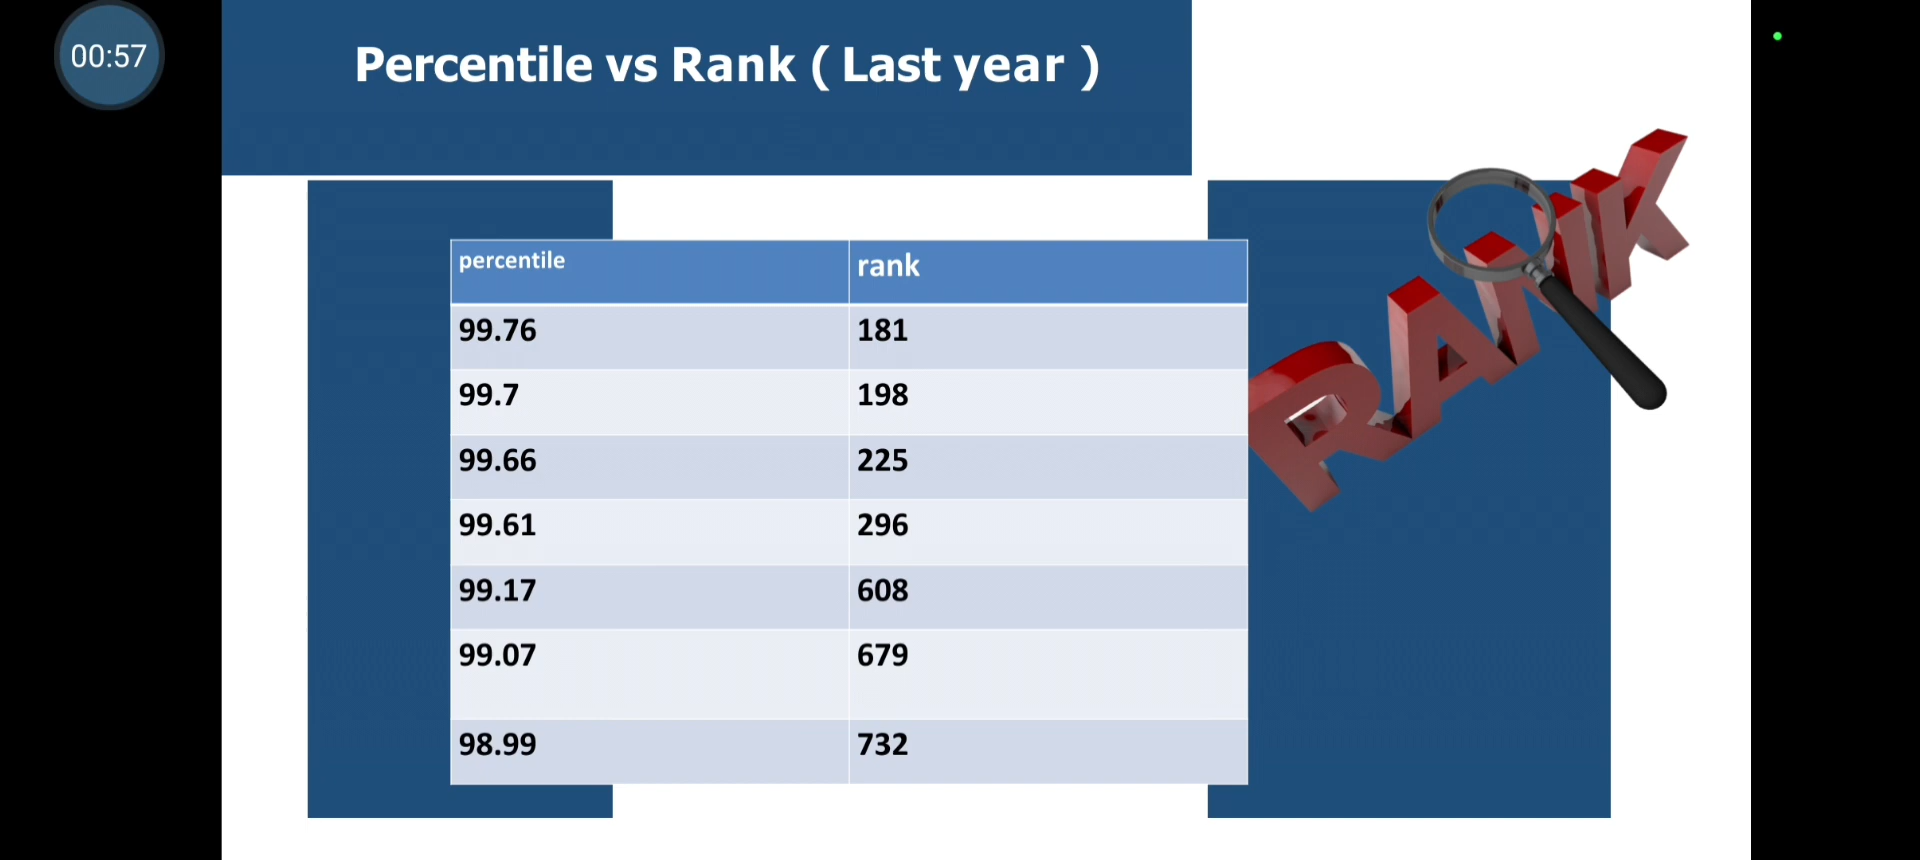 00:57
Percentile vs Rank ( Last year )
RANK
percentile rank
99.76 181
99.7 198
99.66 225
99.61 296
99.17 608
99.07 679
98.99 732